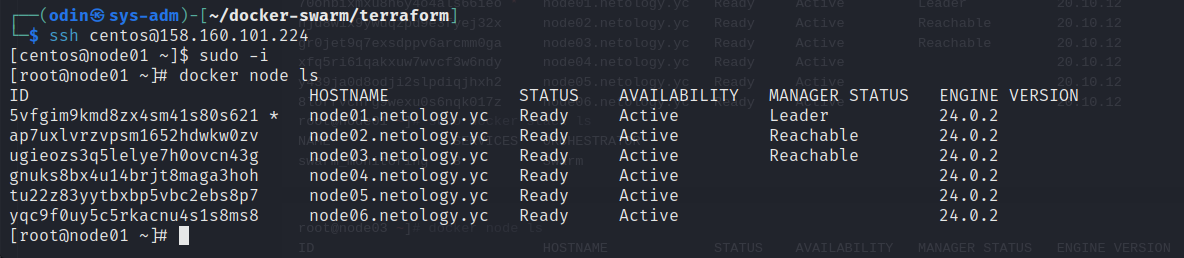 ┌──(odin㉿sys-adm)-[~/docker-swarm/terraform]
└─$ ssh centos@158.160.101.224
[centos@node01 ~]$ sudo -i
[root@node01 ~]# docker node ls
ID HOSTNAME STATUS AVAILABILITY MANAGER STATUS ENGINE VERSION
5vfgim9kmd8zx4sm41s80s621 * node01.netology.yc Ready Active Leader 24.0.2
ap7uxlvrzvpsm1652hdwkw0zv node02.netology.yc Ready Active Reachable 24.0.2
ugieozs3q5lelye7h0ovcn43g node03.netology.yc Ready Active Reachable 24.0.2
gnuks8bx4u14brjt8maga3hoh node04.netology.yc Ready Active 24.0.2
tu22z83yytbxbp5vbc2ebs8p7 node05.netology.yc Ready Active 24.0.2
yqc9f0uy5c5rkacnu4s1s8ms8 node06.netology.yc Ready Active 24.0.2
[root@node01 ~]#